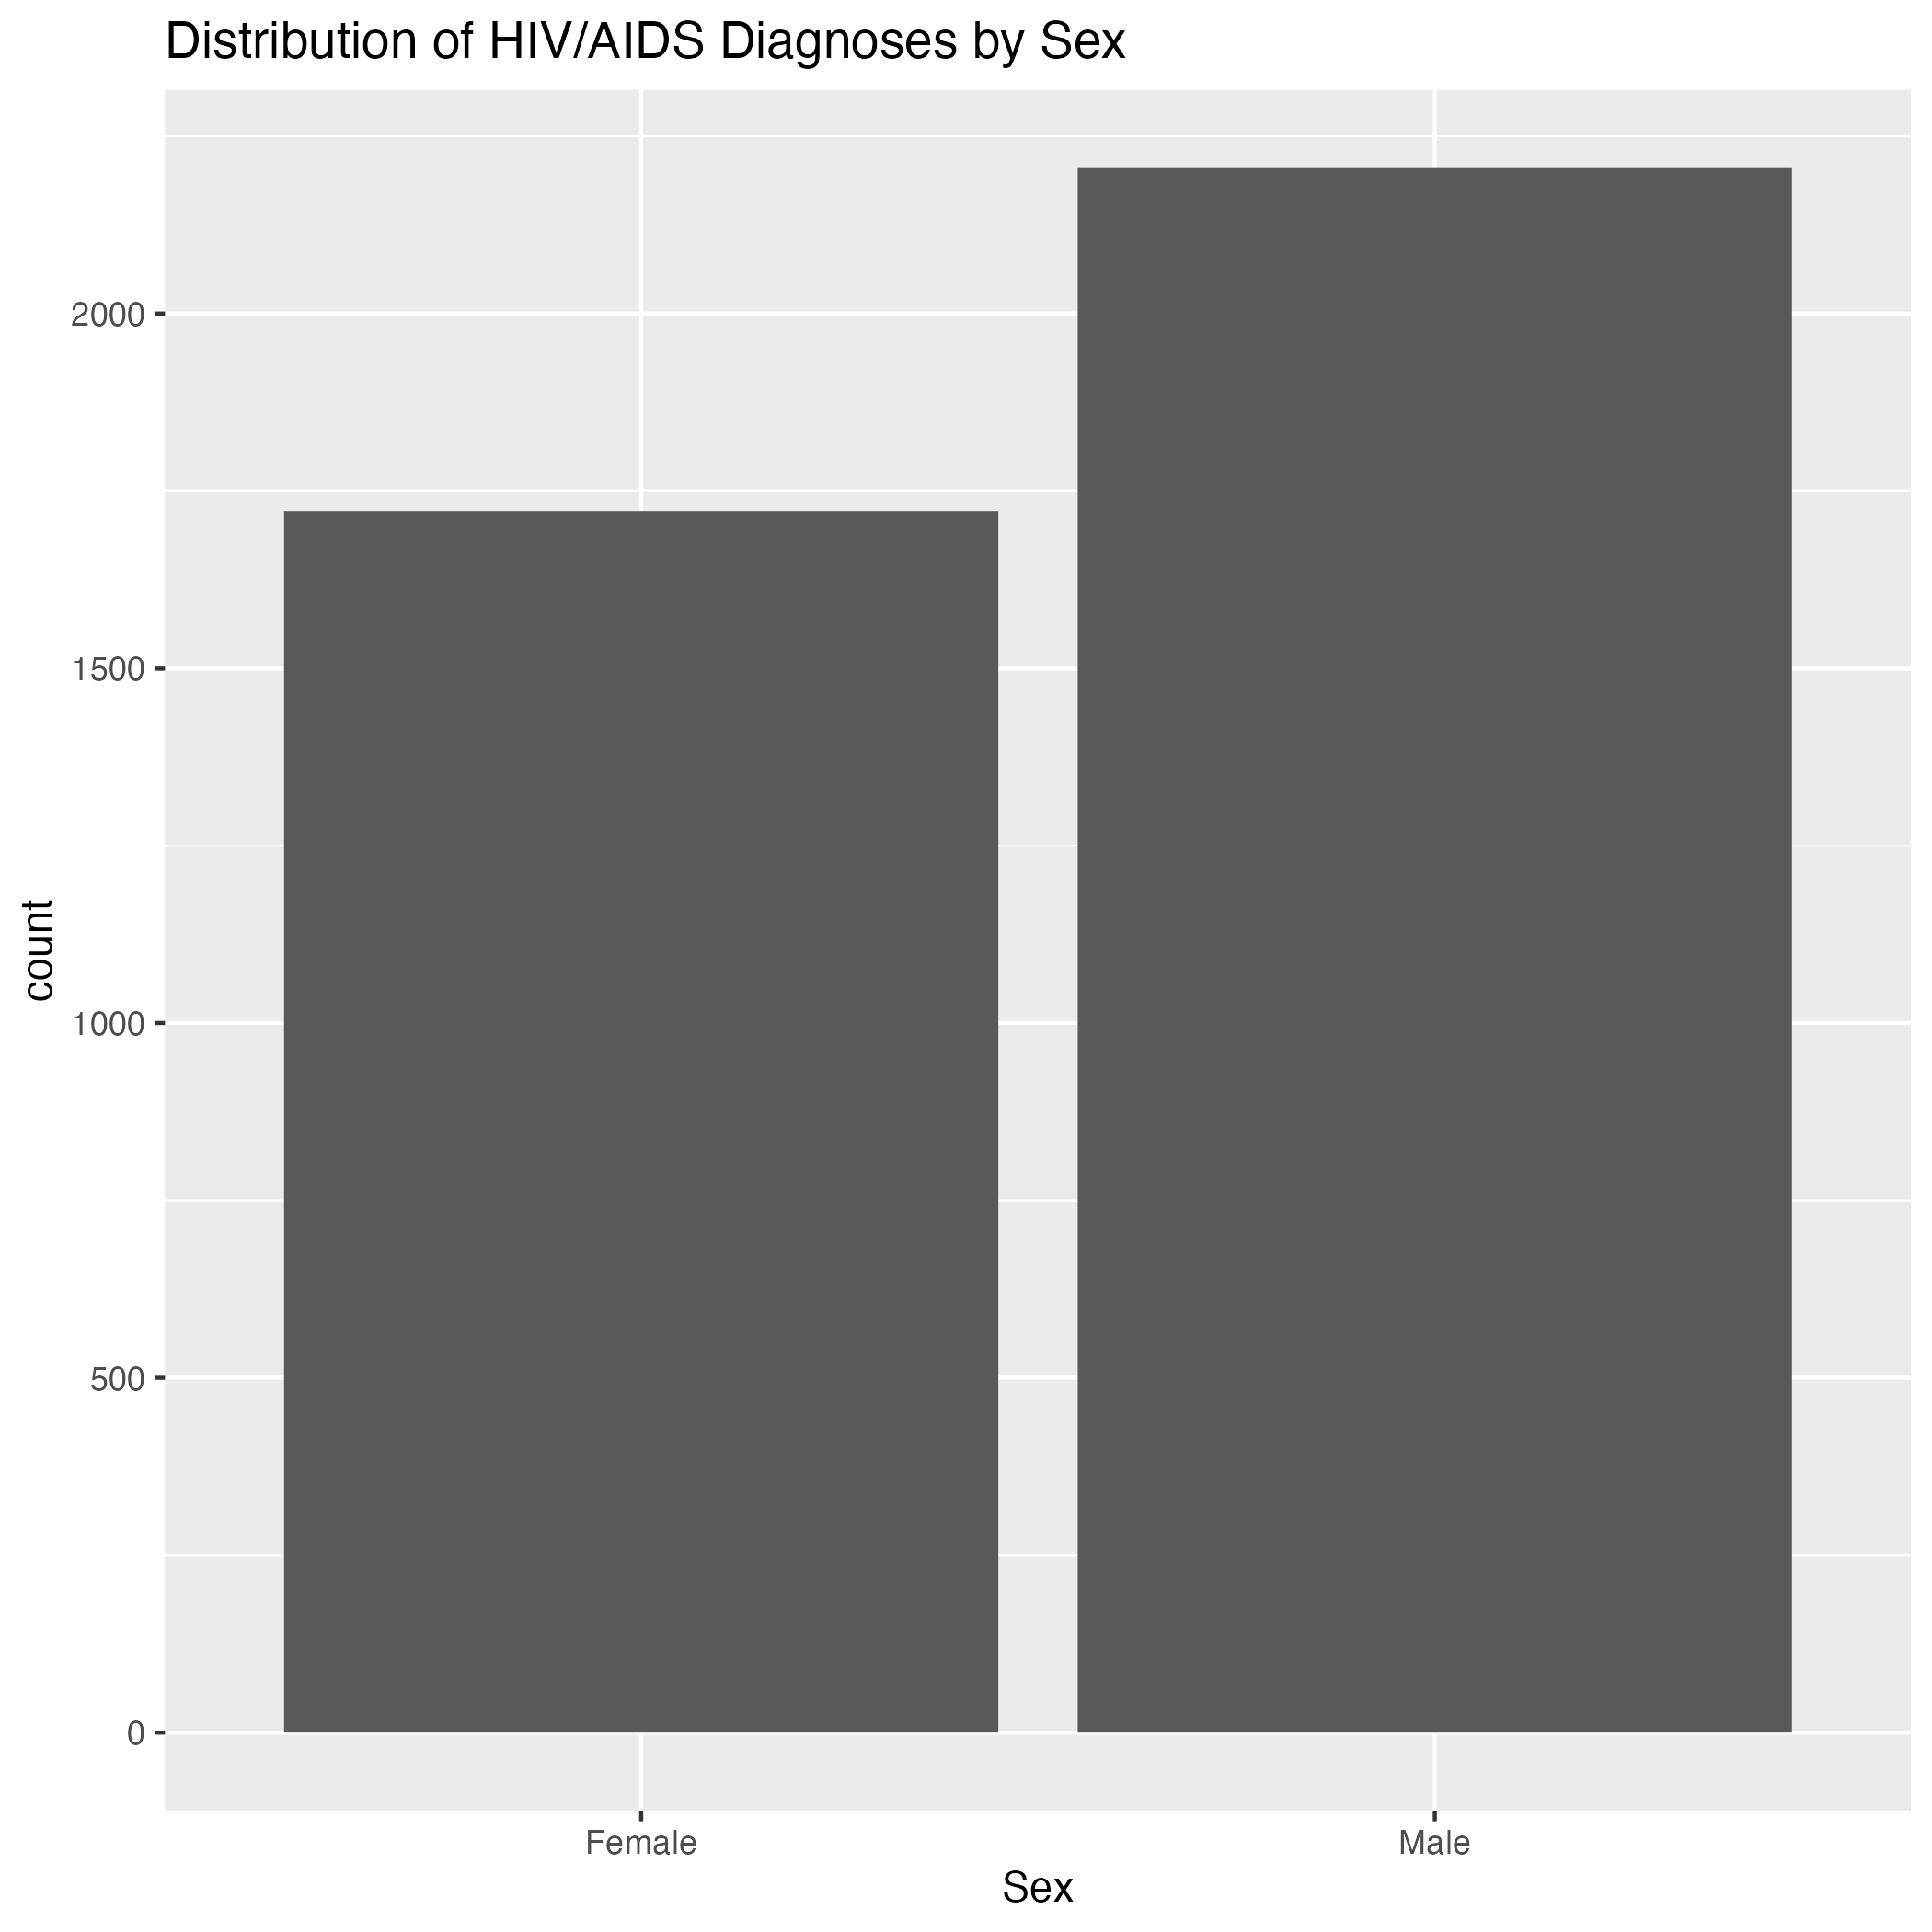 Distribution of HIV/AIDS Diagnoses by Sex
count
2000
1500
1000
500
0
Female Male
Sex